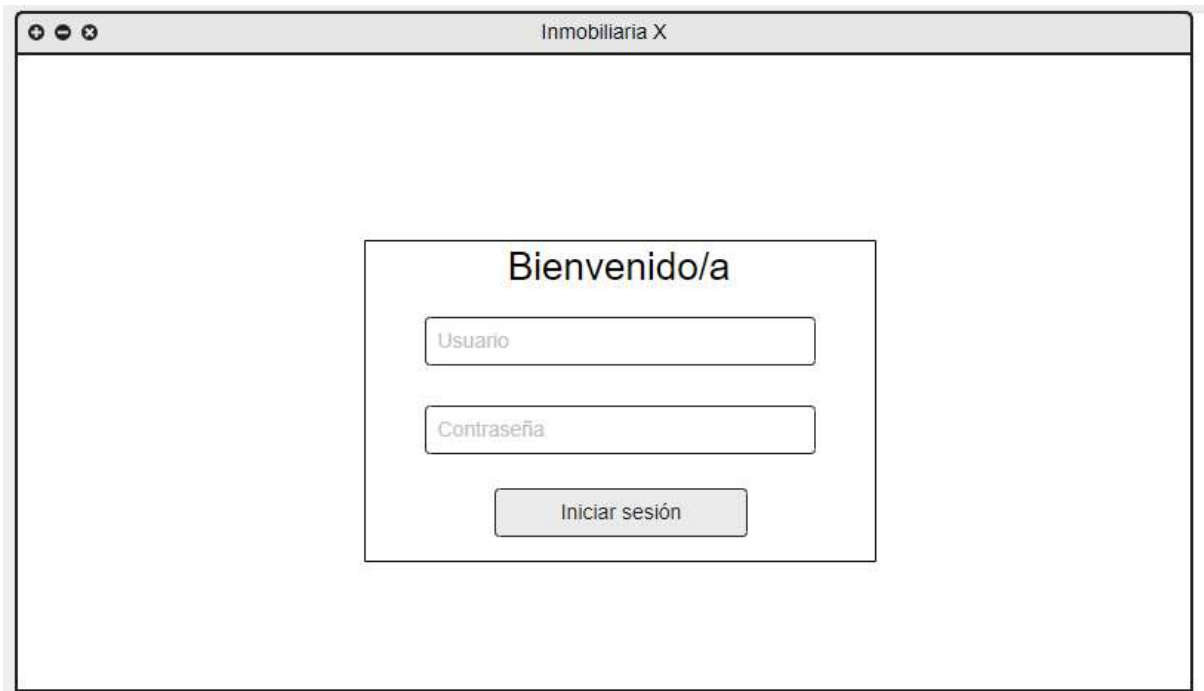 Inmobiliaria X
Bienvenido/a
Usuario
Contraseña
Iniciar sesión